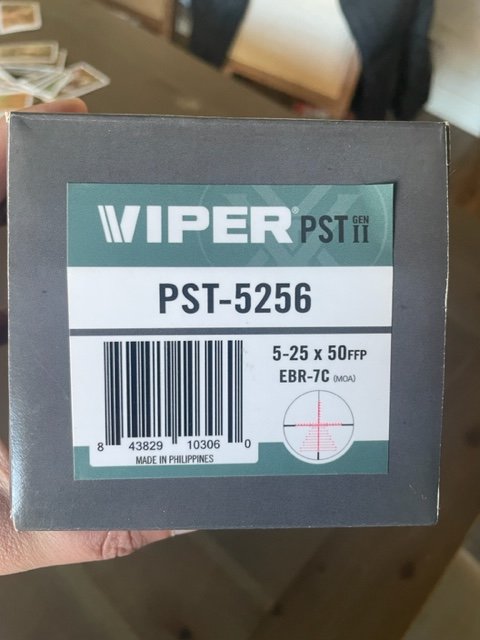 VIPER® PST GEN II
PST-5256
5-25 x 50FFP
EBR-7C (MOA)
8 43829 10306 0
MADE IN PHILIPPINES